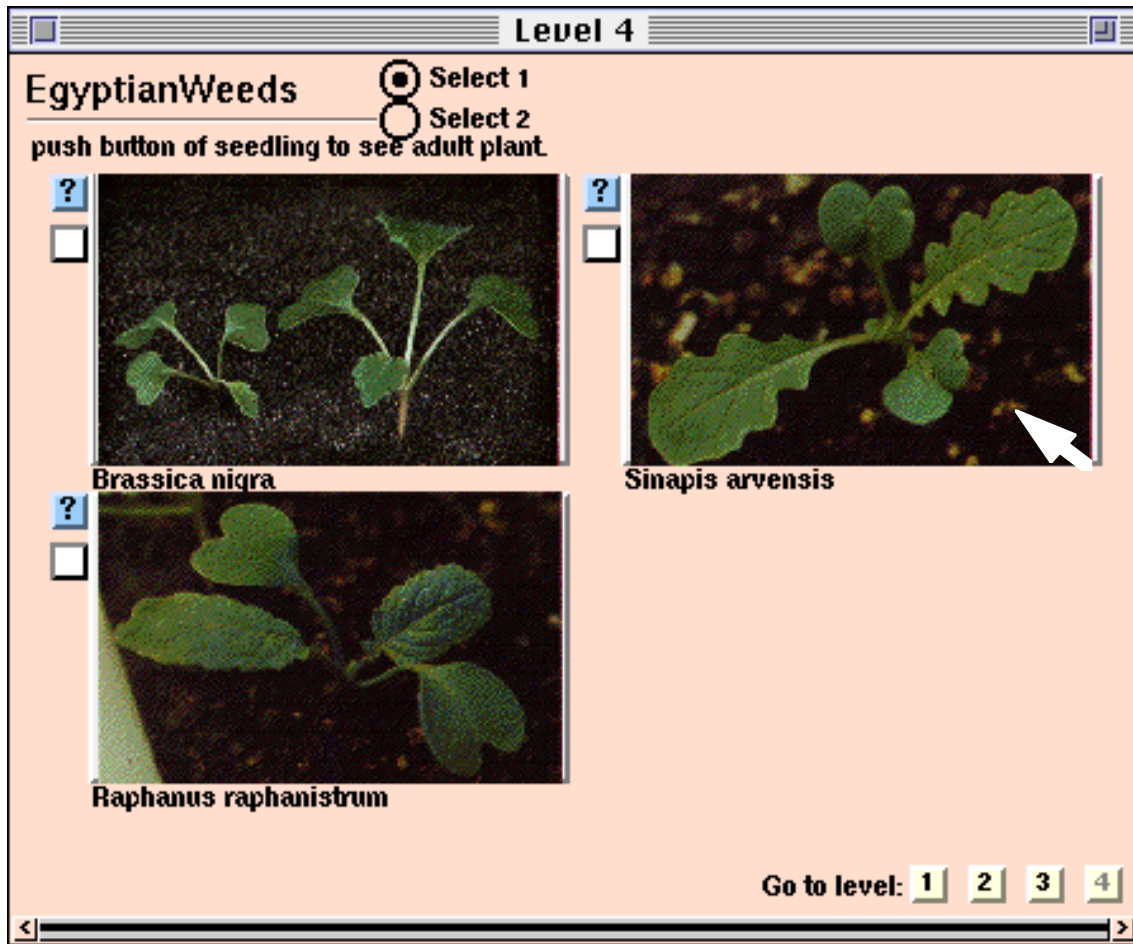 Level 4
EgyptianWeeds
Select 1
Select 2
push button of seedling to see adult plant.
?
?
Brassica nigra
Sinapis arvensis
?
Raphanus raphanistrum
Go to level: 1 2 3 4
< >